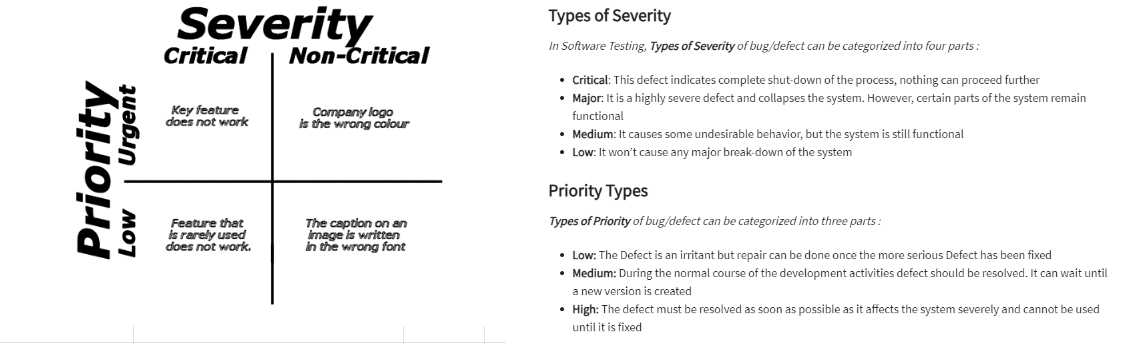 Severity
Critical
Non-Critical
Priority
Urgent
Low
Key feature
does not work
Company logo
is the wrong colour
Feature that
is rarely used
does not work.
The caption on an
image is written
in the wrong font
Types of Severity
In Software Testing, Types of Severity of bug/defect can be categorized into four parts :
• Critical: This defect indicates complete shut-down of the process, nothing can proceed further
• Major: It is a highly severe defect and collapses the system. However, certain parts of the system remain
functional
• Medium: It causes some undesirable behavior, but the system is still functional
• Low: It won't cause any major break-down of the system
Priority Types
Types of Priority of bug/defect can be categorized into three parts :
• Low: The Defect is an irritant but repair can be done once the more serious Defect has been fixed
• Medium: During the normal course of the development activities defect should be resolved. It can wait until
a new version is created
• High: The defect must be resolved as soon as possible as it affects the system severely and cannot be used
until it is fixed